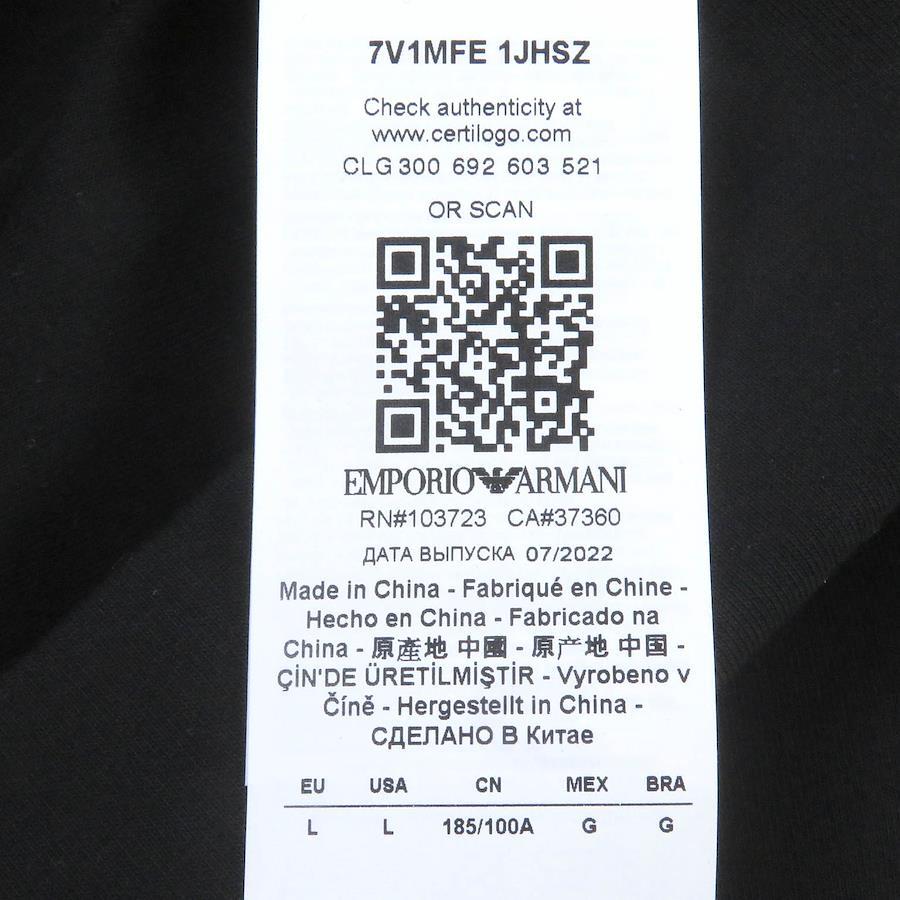 7V1MFE 1JHSZ
Check authenticity at
www.certilogo.com
CLG 300 692 603 521
OR SCAN
EMPORIO ARMANI
RN#103723 CA#37360
ДАТА ВЫПУСКА 07/2022
Made in China - Fabriqué en Chine -
Hecho en China - Fabricado na
China - 原產地 中國 - 原产地 中国 -
ÇİN'DE ÜRETİLMİŞTİR - Vyrobeno v
Číně - Hergestellt in China -
СДЕЛАНО В Китае
EU USA CN MEX BRA
L L 185/100A G G